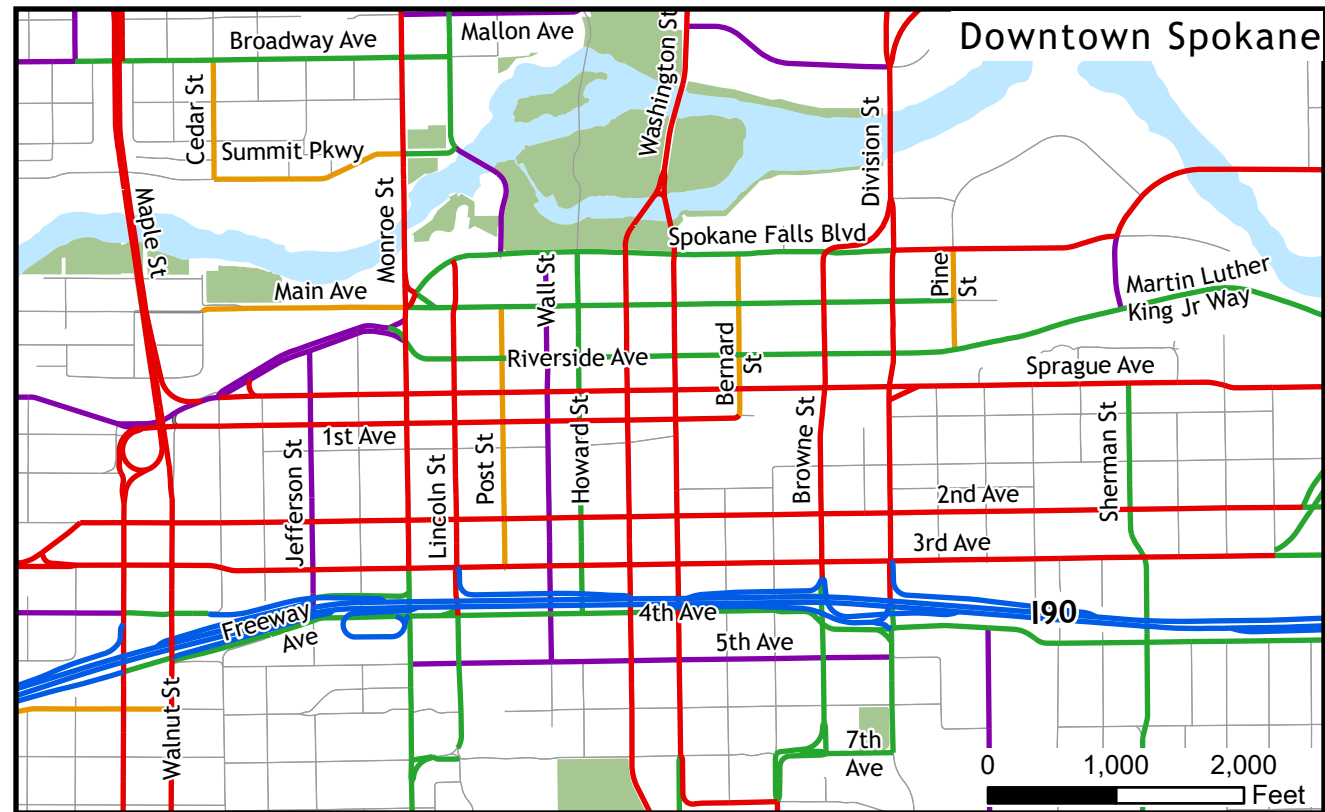 Downtown Spokane
Broadway Ave
Mallon Ave
Washington St
Cedar St
Summit Pkwy
Division St
Maple St
Monroe St
Spokane Falls Blvd
Wall St
Pine
St
Martin Luther
King Jr Way
Main Ave
Riverside Ave
Bernard
St
Sprague Ave
1st Ave
Howard St
Browne St
Sherman St
Jefferson St
Lincoln St
Post St
2nd Ave
3rd Ave
Freeway
Ave
4th Ave
I90
5th Ave
Walnut St
7th
Ave
0 1,000 2,000
Feet